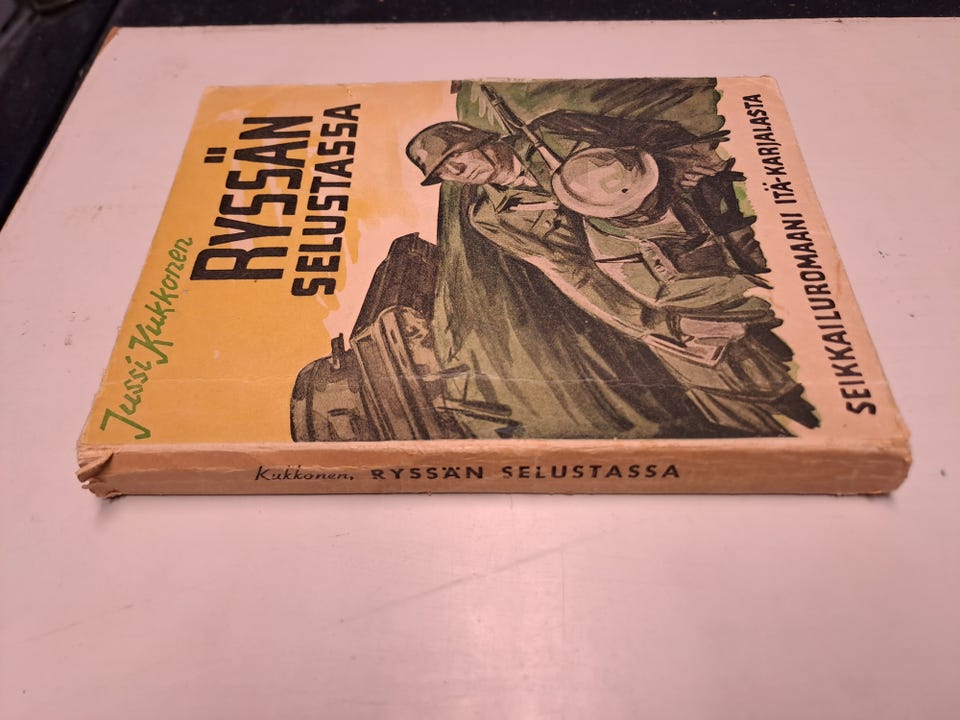 Jussi Kukkonen
RYSSÄN
SELUSTASSA
SEIKKAILUROMAANI ITÄ-KARJALASTA
Kukkonen, RYSSÄN SELUSTASSA